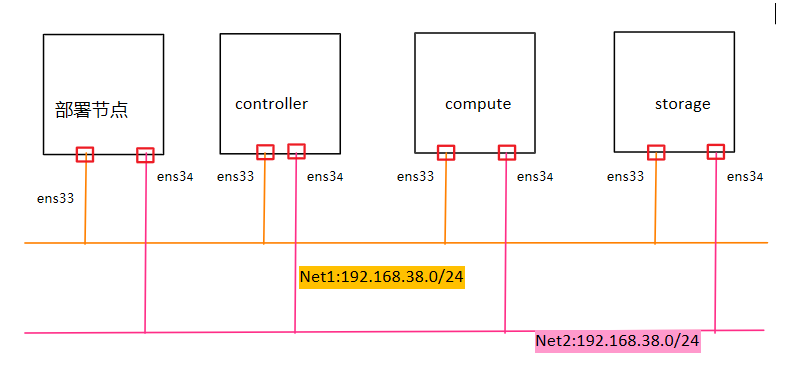 部署节点
controller
compute
storage
ens33
ens34
ens33
ens34
ens33
ens34
ens33
ens34
Net1:192.168.38.0/24
Net2:192.168.38.0/24